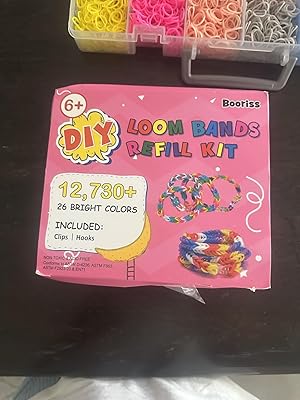 Booriss
6+
DIY
LOOM BANDS
REFILL KIT
12,730+
26 BRIGHT COLORS
INCLUDED:
Clips | Hooks